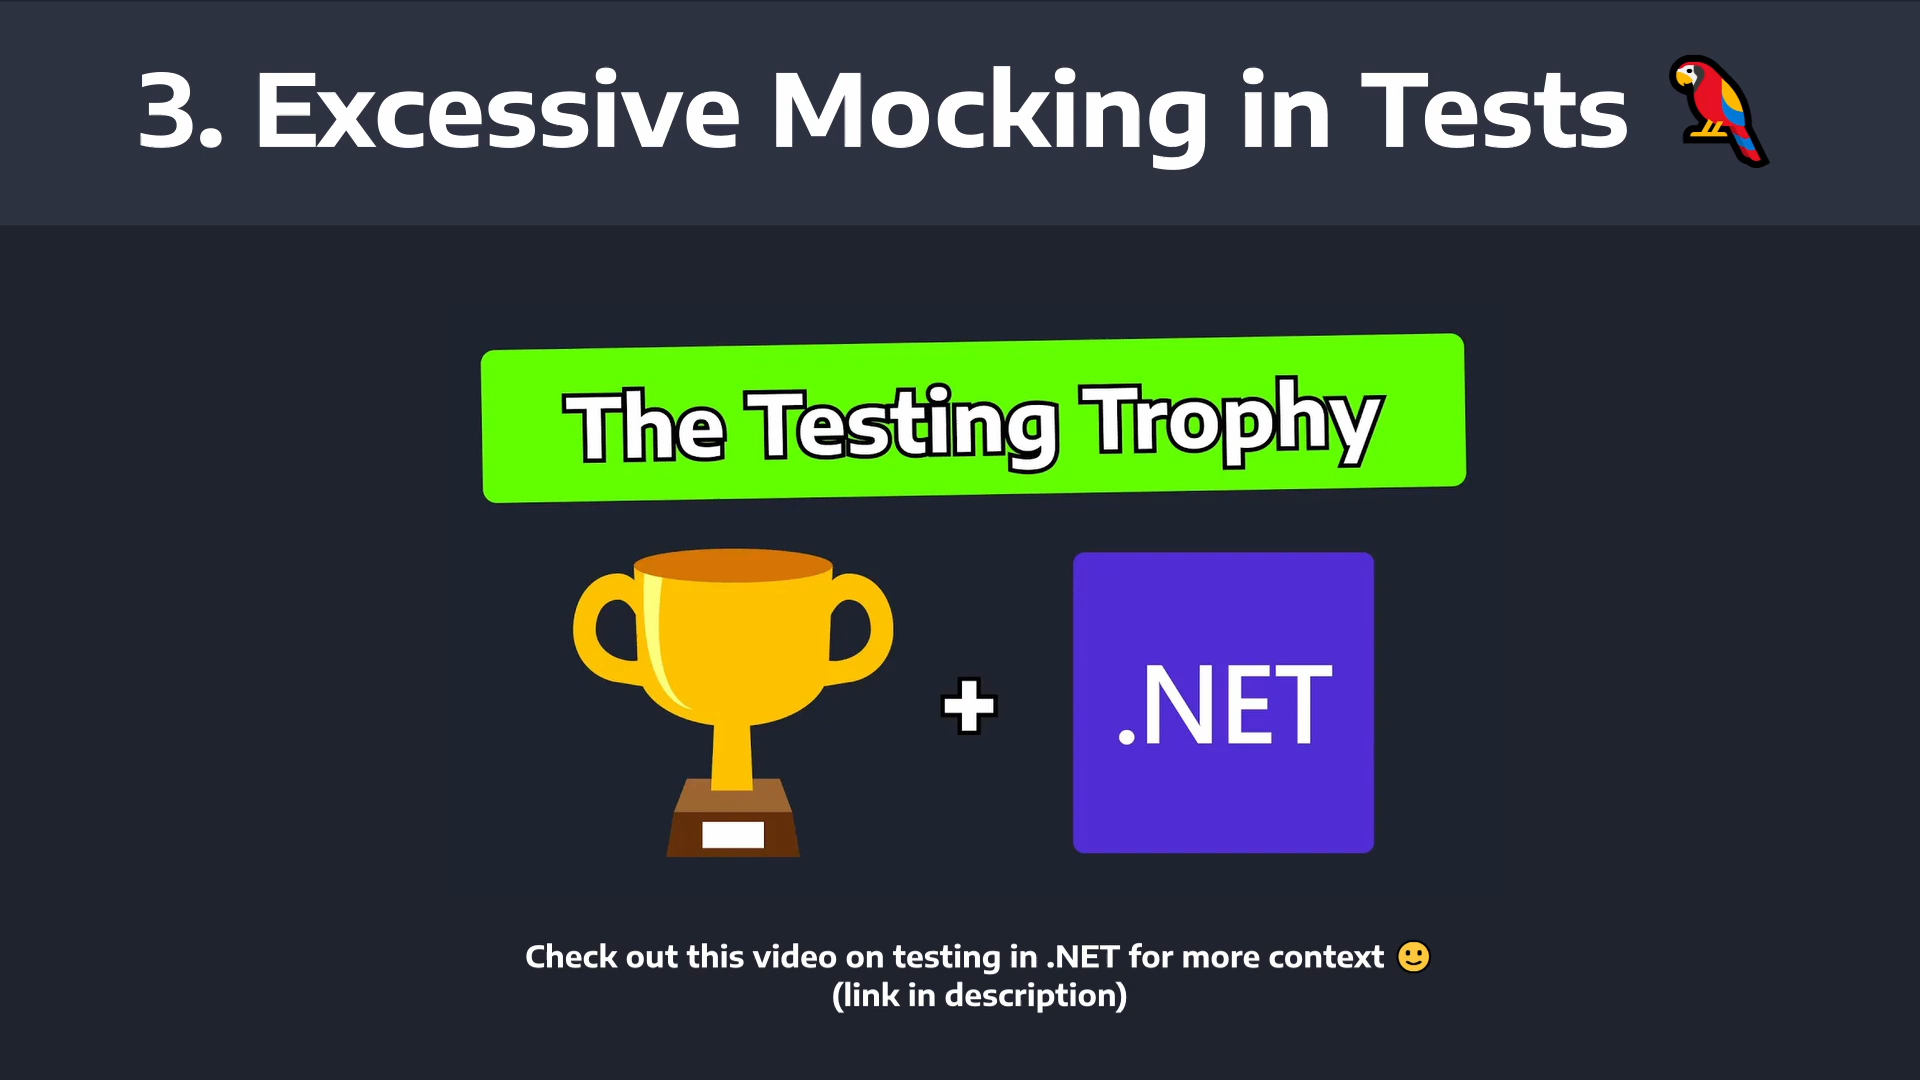 3. Excessive Mocking in Tests
The Testing Trophy
.NET
Check out this video on testing in .NET for more context 🙂
(link in description)